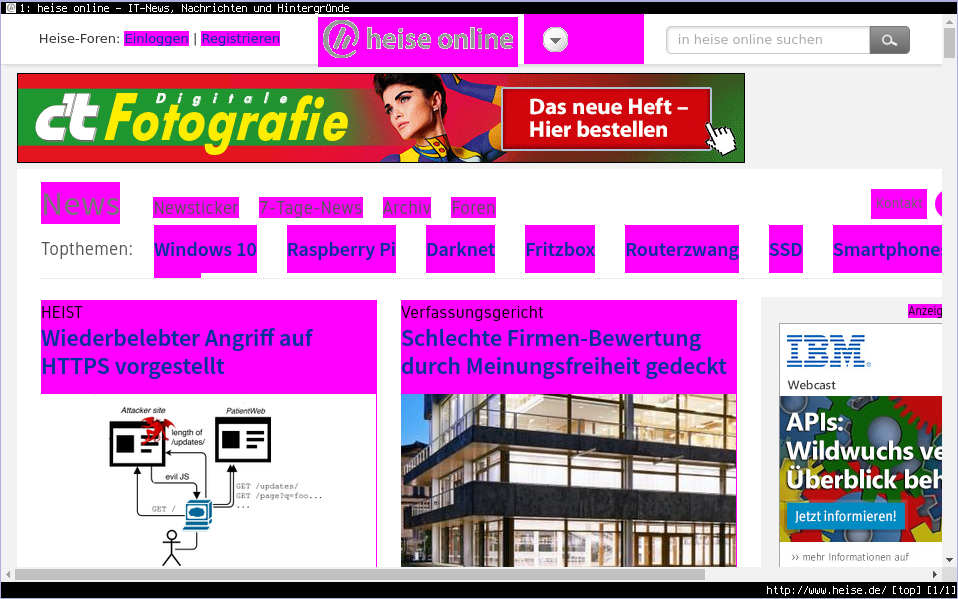 1: heise online - IT-News, Nachrichten und Hintergründe
Heise-Foren: Einloggen | Registrieren
heise online
in heise online suchen
c't Digitale Fotografie
Das neue Heft –
Hier bestellen
News
Newsticker 7-Tage-News Archiv Foren
Kontakt
Topthemen: Windows 10 Raspberry Pi Darknet Fritzbox Routerzwang SSD Smartphones
HEIST
Wiederbelebter Angriff auf
HTTPS vorgestellt
Attacker site
PatientWeb
length of
/updates/
evil JS
GET /updates/
GET /page?q=foo...
...
GET /
Verfassungsgericht
Schlechte Firmen-Bewertung
durch Meinungsfreiheit gedeckt
Anzeig
IBM
Webcast
APIs:
Wildwuchs ve
Überblick beh
Jetzt informieren!
›› mehr Informationen auf
http://www.heise.de/ [top] [1/1]